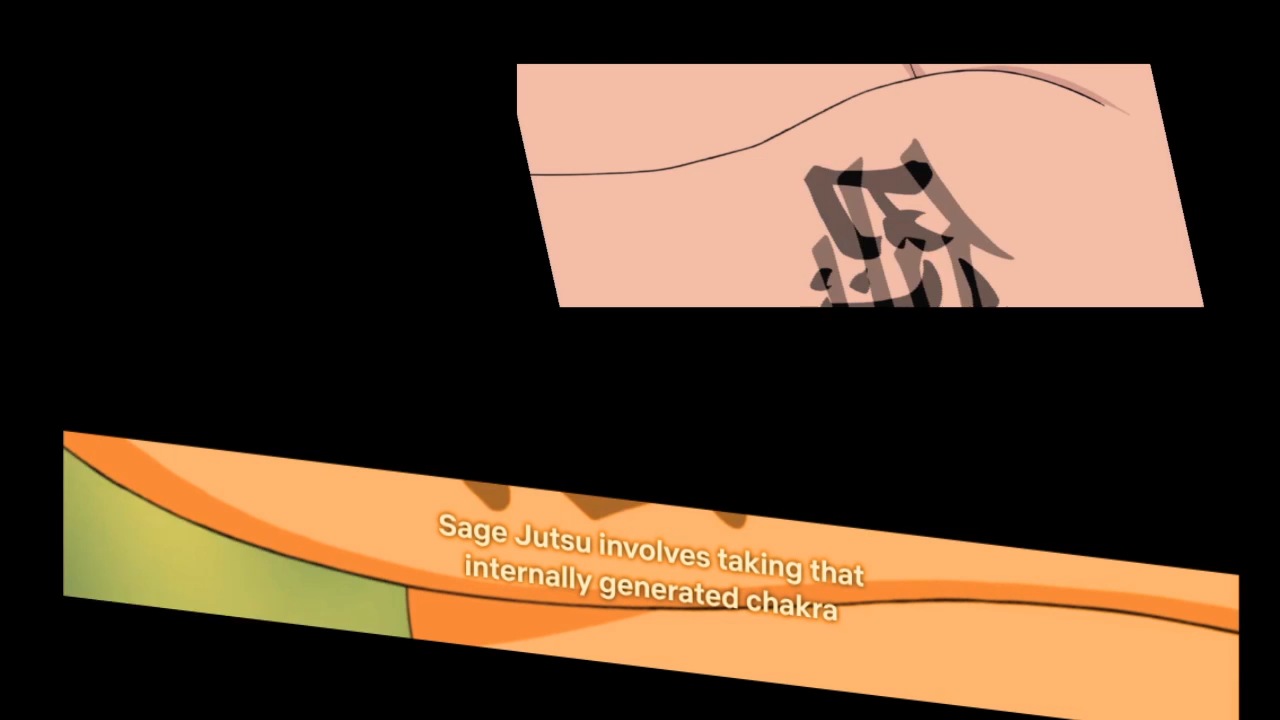 Sage Jutsu involves taking that
internally generated chakra